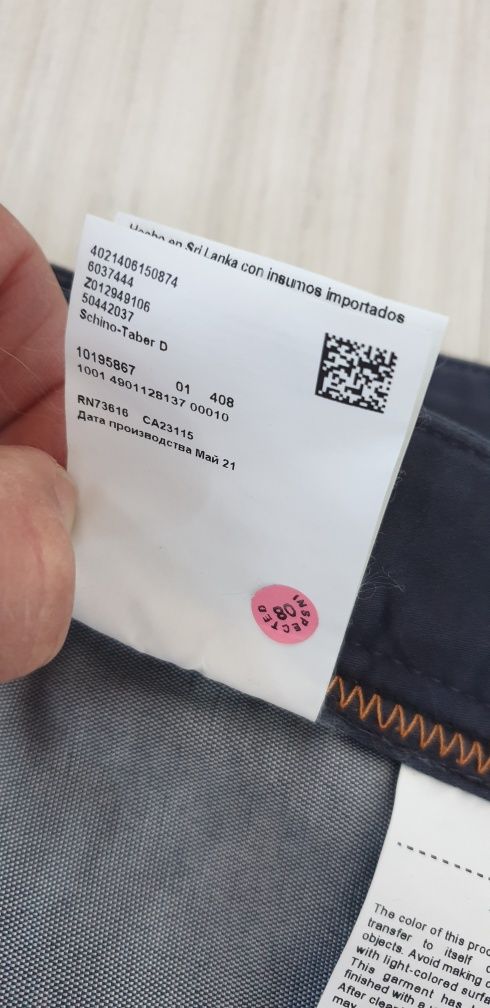 Hecho en Sri Lanka con insumos importados
4021406150874
6037444
Z012949106
50442037
Schino-Taber D
10195867 01 408
1001 4901128137 00010
RN73616 CA23115
Дата производства Май 21
INSPECTED
80
The color of this
transfer to itself
objects. Avoid making
with light-colored
This garment has
finished with a
After
may